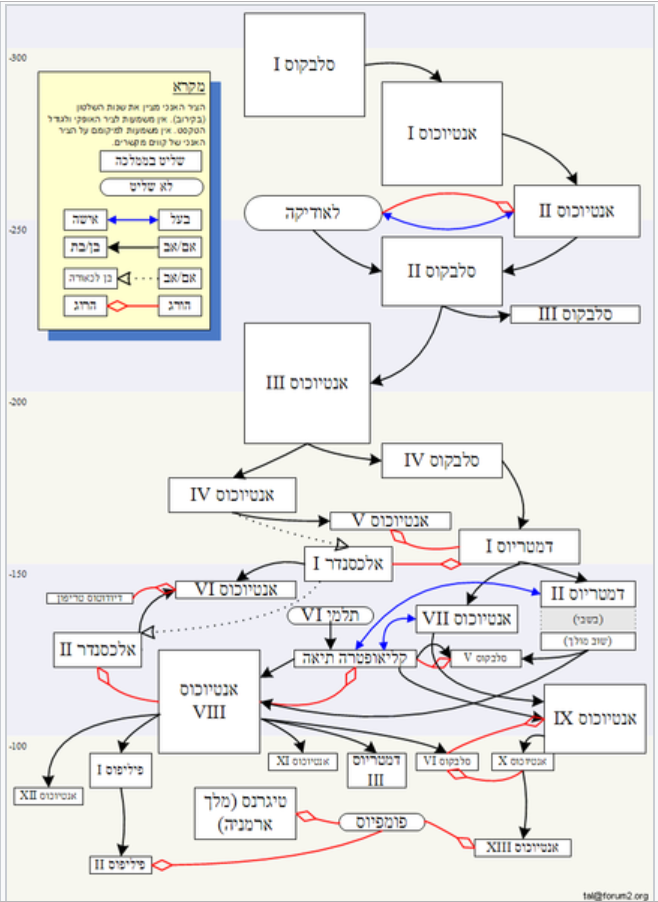 -300
סלבקוס I
מקרא
הציר האנכי מציין את שנות השלטון
(בקירוב). אין משמעות לציר האופקי ולגודל
הטקסט. אין משמעות למיקומם על הציר
האנכי של קווים מקשרים.
שליט בממלכה
לא שליט
בעל
אישה
אם/אב
בן/בת
אם/אב
בן לכאורה
הורג
הרוג
אנטיוכוס I
לאודיקה
אנטיוכוס II
-250
סלבקוס II
סלבקוס III
אנטיוכוס III
-200
סלבקוס IV
אנטיוכוס IV
אנטיוכוס V
דמטריוס I
אלכסנדר I
-150
אנטיוכוס VI
דיודוטוס טריפון
דמטריוס II
(בשבי)
(שוב מולך)
תלמי VI
אנטיוכוס VII
אלכסנדר II
קליאופטרה תיאה
סלבקוס V
אנטיוכוס
VIII
אנטיוכוס IX
-100
פיליפוס I
אנטיוכוס XI
דמטריוס
III
סלבקוס VI
אנטיוכוס X
אנטיוכוס XII
טיגרנס (מלך
ארמניה)
פומפיוס
אנטיוכוס XIII
פיליפוס II
tal@forum2.org